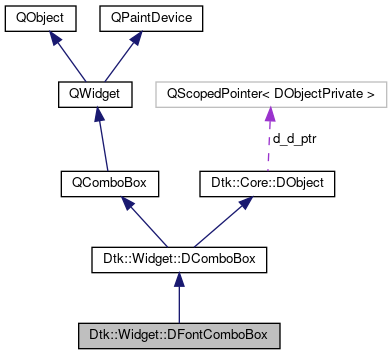 QObject
QPaintDevice
QWidget
QScopedPointer< DObjectPrivate >
d_d_ptr
QComboBox
Dtk::Core::DObject
Dtk::Widget::DComboBox
Dtk::Widget::DFontComboBox